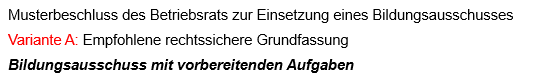 Musterbeschluss des Betriebsrats zur Einsetzung eines Bildungsausschusses
Variante A: Empfohlene rechtssichere Grundfassung
Bildungsausschuss mit vorbereitenden Aufgaben